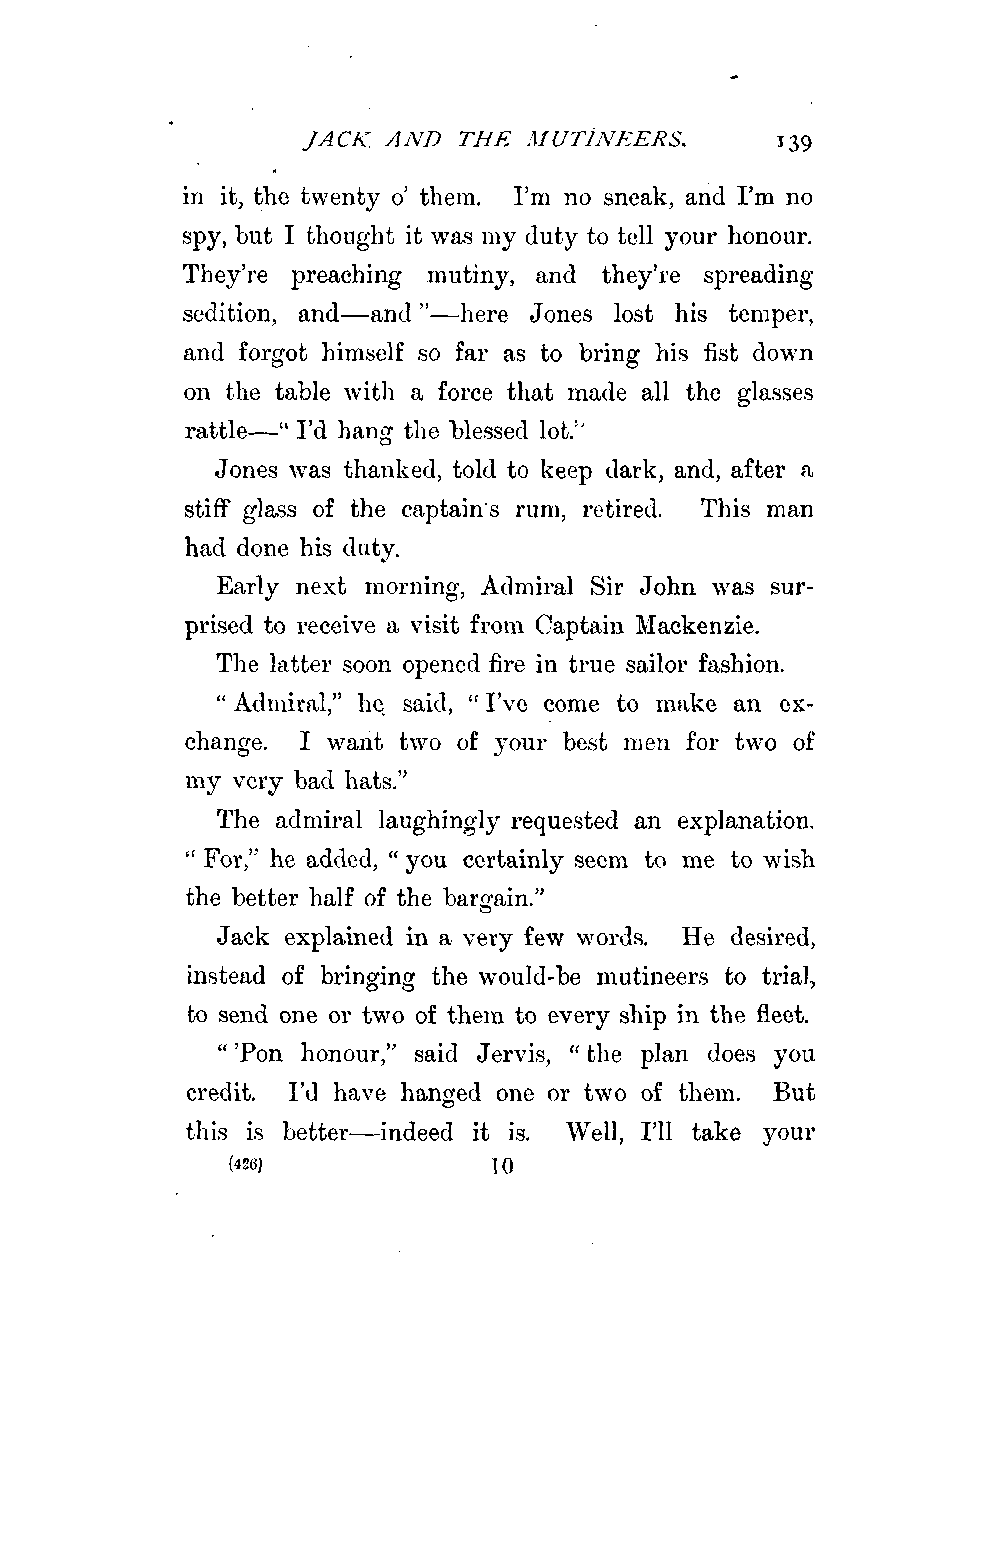 JACK AND THE MUTINEERS. 139
in it, the twenty o' them. I'm no sneak, and I'm no
spy, but I thought it was my duty to tell your honour.
They're preaching mutiny, and they're spreading
sedition, and—and"—here Jones lost his temper,
and forgot himself so far as to bring his fist down
on the table with a force that made all the glasses
rattle—"I'd hang the blessed lot."
Jones was thanked, told to keep dark, and, after a
stiff glass of the captain's rum, retired. This man
had done his duty.
Early next morning, Admiral Sir John was sur-
prised to receive a visit from Captain Mackenzie.
The latter soon opened fire in true sailor fashion.
"Admiral," he said, "I've come to make an ex-
change. I want two of your best men for two of
my very bad hats."
The admiral laughingly requested an explanation.
"For," he added, "you certainly seem to me to wish
the better half of the bargain."
Jack explained in a very few words. He desired,
instead of bringing the would-be mutineers to trial,
to send one or two of them to every ship in the fleet.
"'Pon honour," said Jervis, "the plan does you
credit. I'd have hanged one or two of them. But
this is better—indeed it is. Well, I'll take your
(426) 10